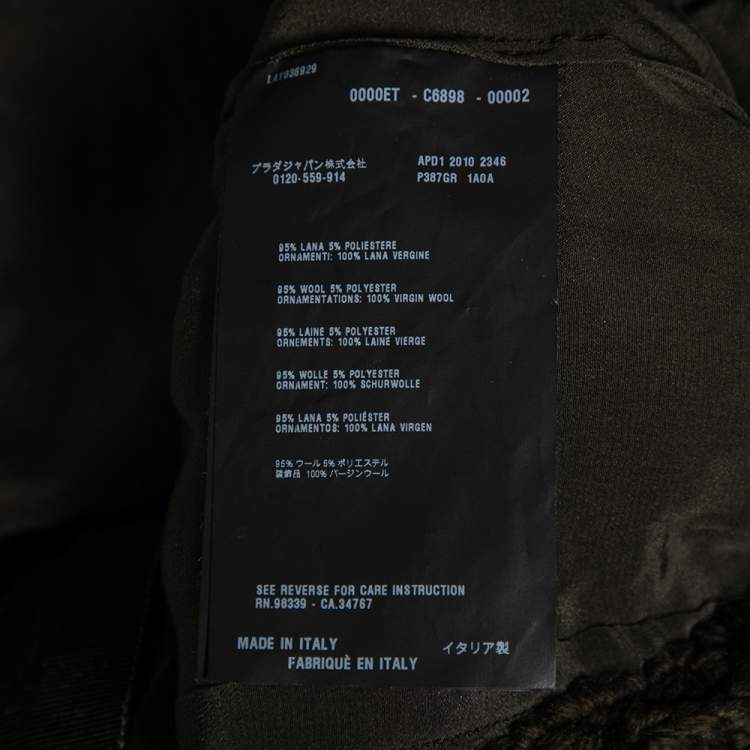 LAY036929
0000ET - C6898 - 00002
プラダジャパン株式会社
0120-559-914
APD1 2010 2346
P387GR 1A0A
95% LANA 5% POLIESTERE
ORNAMENTI: 100% LANA VERGINE
95% WOOL 5% POLYESTER
ORNAMENTATIONS: 100% VIRGIN WOOL
95% LAINE 5% POLYESTER
ORNEMENTS: 100% LAINE VIERGE
95% WOLLE 5% POLYESTER
ORNAMENT: 100% SCHURWOLLE
95% LANA 5% POLIÉSTER
ORNAMENTOS: 100% LANA VIRGEN
95% ウール 5% ポリエステル
装飾品 100% バージンウール
SEE REVERSE FOR CARE INSTRUCTION
RN.98339 - CA.34767
MADE IN ITALY
イタリア製
FABRIQUÈ EN ITALY